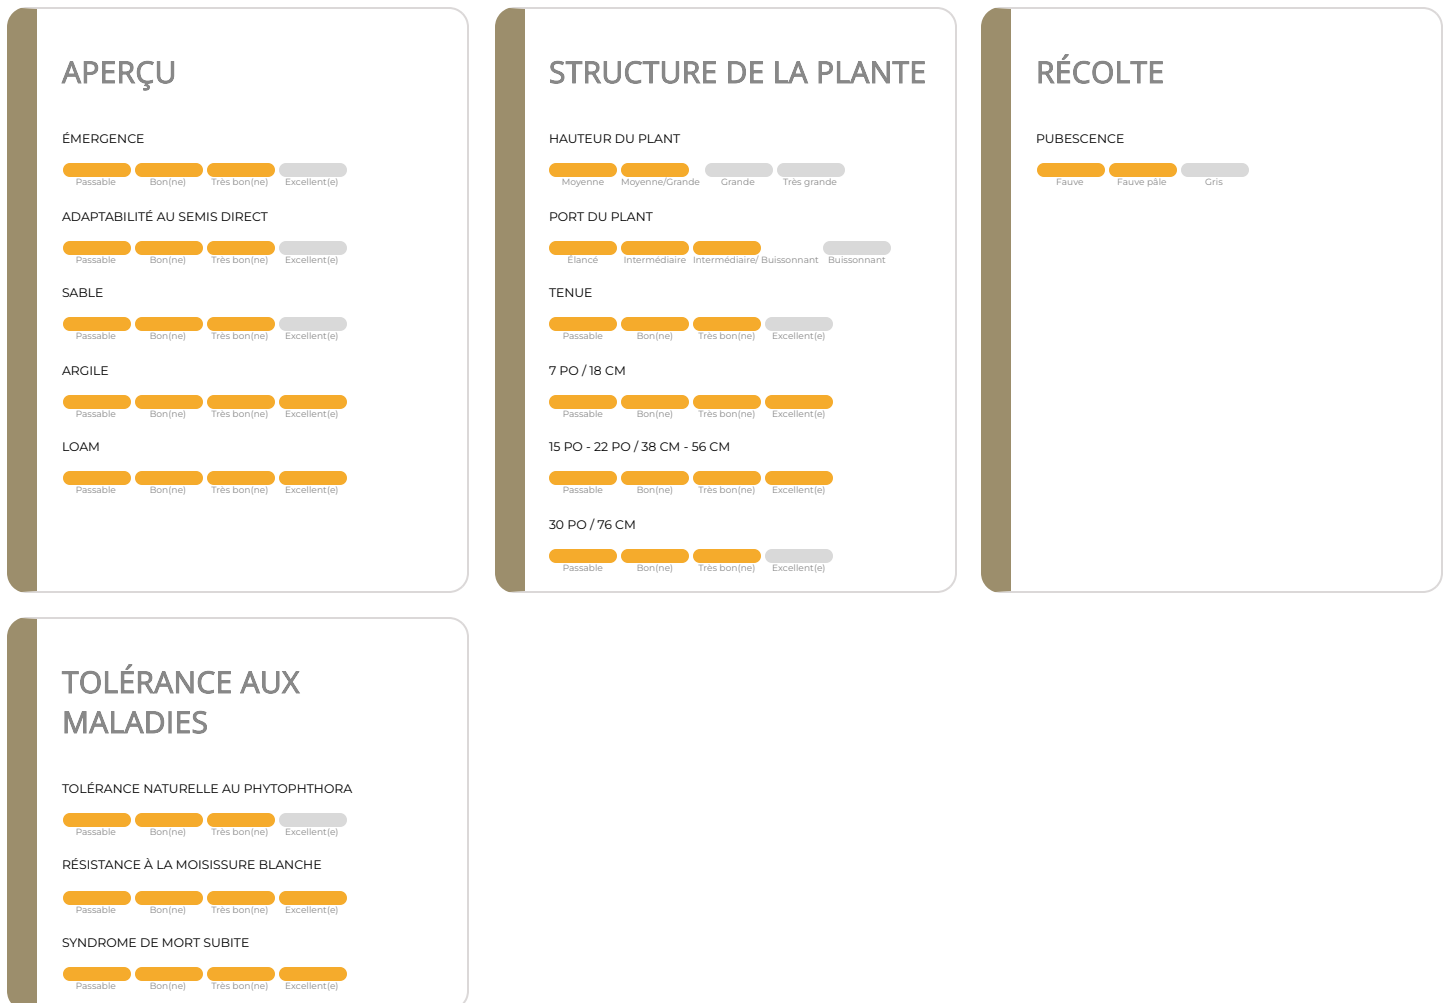 APERÇU
ÉMERGENCE
Passable Bon(ne) Très bon(ne) Excellent(e)
ADAPTABILITÉ AU SEMIS DIRECT
Passable Bon(ne) Très bon(ne) Excellent(e)
SABLE
Passable Bon(ne) Très bon(ne) Excellent(e)
ARGILE
Passable Bon(ne) Très bon(ne) Excellent(e)
LOAM
Passable Bon(ne) Très bon(ne) Excellent(e)
STRUCTURE DE LA PLANTE
HAUTEUR DU PLANT
Moyenne Moyenne/Grande Grande Très grande
PORT DU PLANT
Élancé Intermédiaire Intermédiaire/ Buissonnant Buissonnant
TENUE
Passable Bon(ne) Très bon(ne) Excellent(e)
7 PO / 18 CM
Passable Bon(ne) Très bon(ne) Excellent(e)
15 PO - 22 PO / 38 CM - 56 CM
Passable Bon(ne) Très bon(ne) Excellent(e)
30 PO / 76 CM
Passable Bon(ne) Très bon(ne) Excellent(e)
RÉCOLTE
PUBESCENCE
Fauve Fauve pâle Gris
TOLÉRANCE AUX
MALADIES
TOLÉRANCE NATURELLE AU PHYTOPHTHORA
Passable Bon(ne) Très bon(ne) Excellent(e)
RÉSISTANCE À LA MOISISSURE BLANCHE
Passable Bon(ne) Très bon(ne) Excellent(e)
SYNDROME DE MORT SUBITE
Passable Bon(ne) Très bon(ne) Excellent(e)